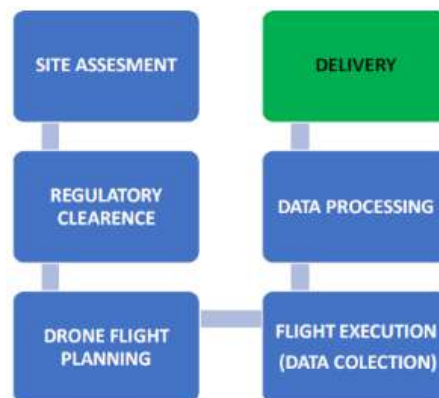 SITE ASSESMENT
REGULATORY
CLEARENCE
DRONE FLIGHT
PLANNING
FLIGHT EXECUTION
(DATA COLECTION)
DATA PROCESSING
DELIVERY